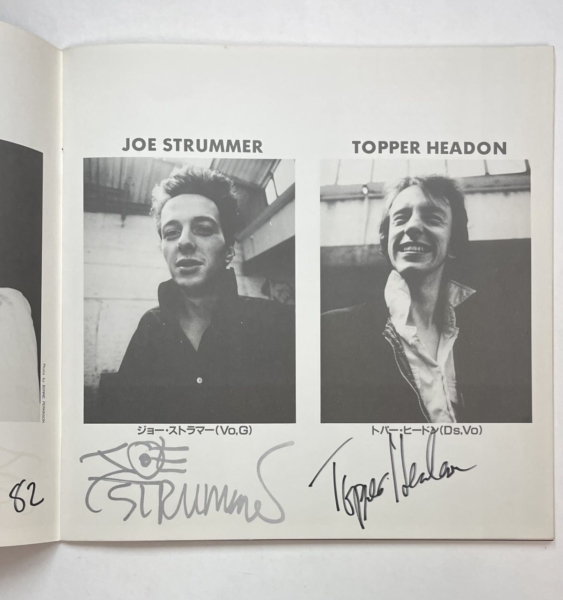 JOE STRUMMER
TOPPER HEADON
ジョー・ストラマー(Vo,G)
トパー・ヒードン(Ds,Vo)
JOE
STRUMMER
Topper Headon
82